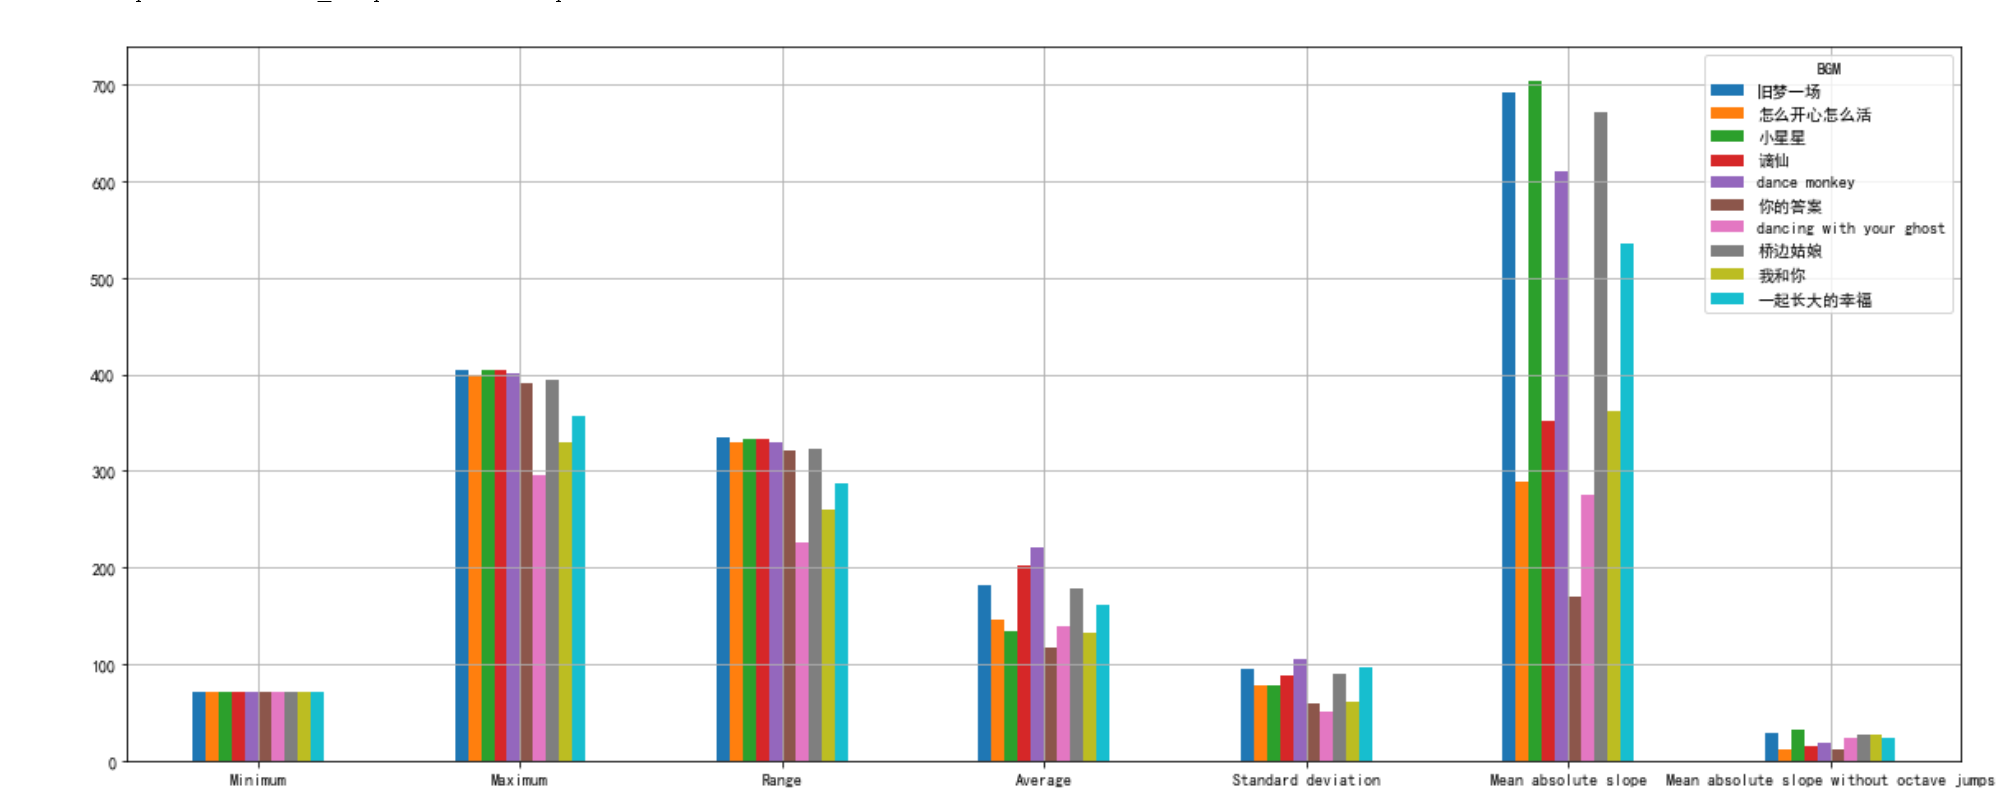 700
600
500
400
300
200
100
0
BGM
旧梦一场
怎么开心怎么活
小星星
谪仙
dance monkey
你的答案
dancing with your ghost
桥边姑娘
我和你
一起长大的幸福
Minimum Maximum Range Average Standard deviation Mean absolute slope Mean absolute slope without octave jumps